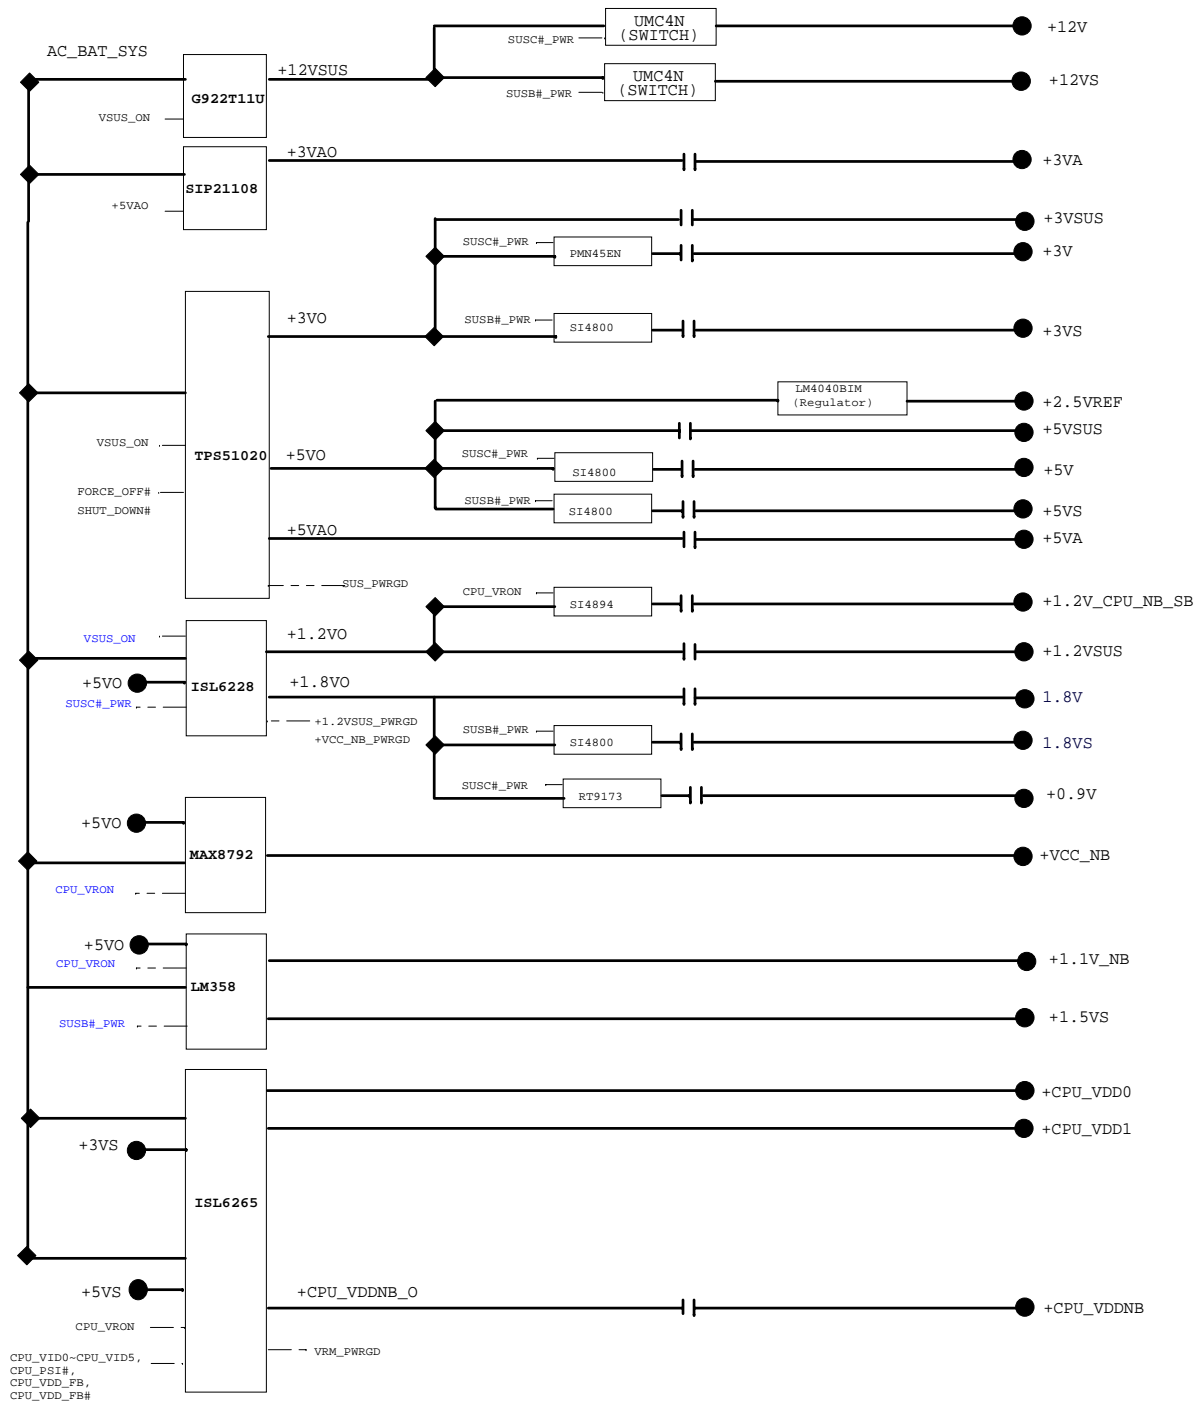 UMC4N
(SWITCH)
+12V
SUSC#_PWR
AC_BAT_SYS
+12VSUS
UMC4N
(SWITCH)
+12VS
SUSB#_PWR
G922T11U
VSUS_ON
+3VAO
+3VA
SIP21108
+5VAO
+3VSUS
SUSC#_PWR
PMN45EN
+3V
+3VO
SUSB#_PWR
SI4800
+3VS
LM4040BIM
(Regulator)
+2.5VREF
+5VSUS
VSUS_ON
TPS51020
+5VO
SUSC#_PWR
SI4800
+5V
FORCE_OFF#
SHUT_DOWN#
SUSB#_PWR
SI4800
+5VS
+5VAO
+5VA
SUS_PWRGD
CPU_VRON
SI4894
+1.2V_CPU_NB_SB
VSUS_ON
+1.2VO
+1.2VSUS
+5VO
ISL6228
+1.8VO
1.8V
SUSC#_PWR
+1.2VSUS_PWRGD
+VCC_NB_PWRGD
SUSB#_PWR
SI4800
1.8VS
SUSC#_PWR
RT9173
+0.9V
+5VO
MAX8792
+VCC_NB
CPU_VRON
+5VO
CPU_VRON
+1.1V_NB
LM358
SUSB#_PWR
+1.5VS
+CPU_VDD0
+CPU_VDD1
+3VS
ISL6265
+5VS
+CPU_VDDNB_O
+CPU_VDDNB
CPU_VRON
VRM_PWRGD
CPU_VID0~CPU_VID5,
CPU_PSI#,
CPU_VDD_FB,
CPU_VDD_FB#